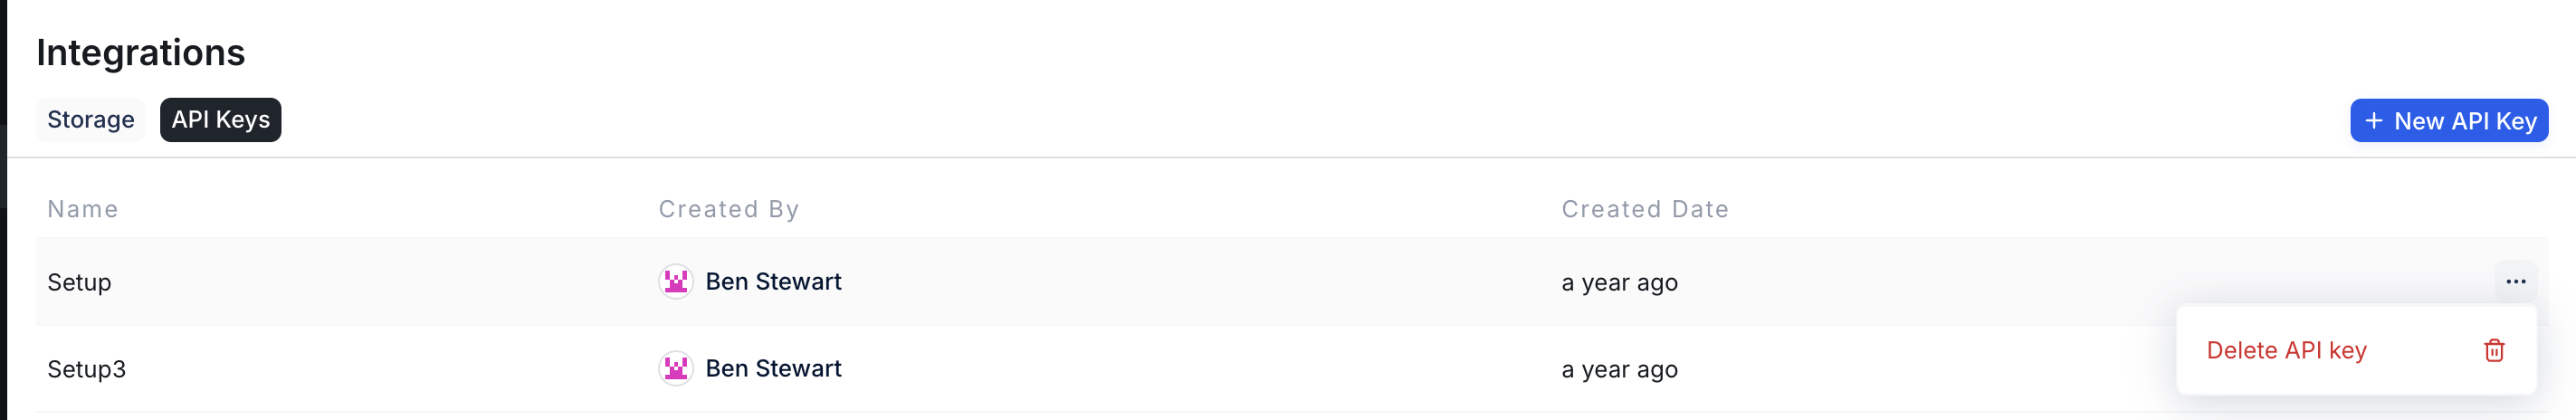 Integrations
Storage API Keys + New API Key
Name Created By Created Date
Setup Ben Stewart a year ago ...
Delete API key
Setup3 Ben Stewart a year ago